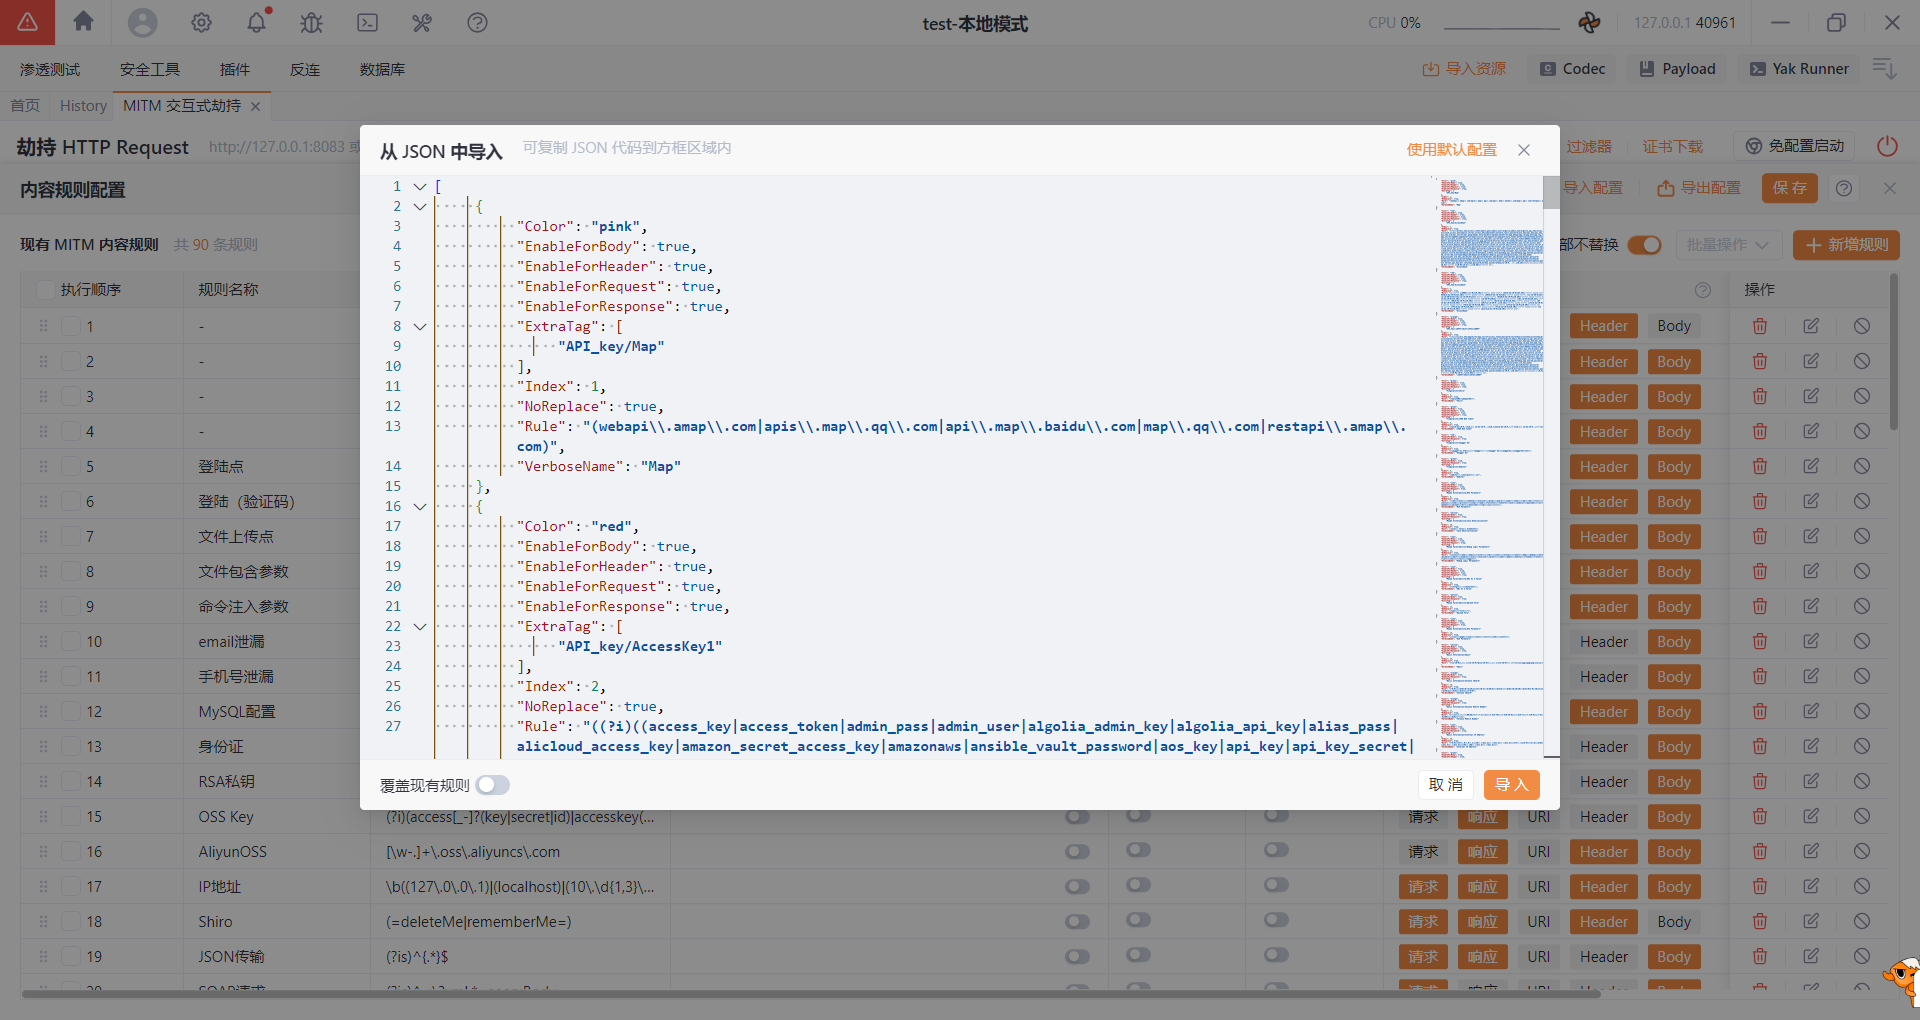 test-本地模式
CPU 0%
127.0.0.1 40961
渗透测试 安全工具 插件 反连 数据库
导入资源 Codec Payload Yak Runner
首页 History MITM 交互式劫持
劫持 HTTP Request http://127.0.0.1:8083 或
过滤器 证书下载 免配置启动
内容规则配置
导入配置 导出配置 保 存
现有 MITM 内容规则 共 90 条规则
部不替换 批量操作 新增规则
执行顺序 规则名称 操作
从 JSON 中导入 可复制 JSON 代码到方框区域内 使用默认配置
1 [
2 {
3 "Color": "pink",
4 "EnableForBody": true,
5 "EnableForHeader": true,
6 "EnableForRequest": true,
7 "EnableForResponse": true,
8 "ExtraTag": [
9 "API_key/Map"
10 ],
11 "Index": 1,
12 "NoReplace": true,
13 "Rule": "(webapi\\.amap\\.com|apis\\.map\\.qq\\.com|api\\.map\\.baidu\\.com|map\\.qq\\.com|restapi\\.amap\\.
com)",
14 "VerboseName": "Map"
15 },
16 {
17 "Color": "red",
18 "EnableForBody": true,
19 "EnableForHeader": true,
20 "EnableForRequest": true,
21 "EnableForResponse": true,
22 "ExtraTag": [
23 "API_key/AccessKey1"
24 ],
25 "Index": 2,
26 "NoReplace": true,
27 "Rule": "((?i)((access_key|access_token|admin_pass|admin_user|algolia_admin_key|algolia_api_key|alias_pass|
alicloud_access_key|amazon_secret_access_key|amazonaws|ansible_vault_password|aos_key|api_key|api_key_secret|
覆盖现有规则 取 消 导 入
1 - Header Body
2 - Header Body
3 - Header Body
4 - Header Body
5 登陆点 Header Body
6 登陆（验证码） Header Body
7 文件上传点 Header Body
8 文件包含参数 Header Body
9 命令注入参数 Header Body
10 email泄漏 Header Body
11 手机号泄漏 Header Body
12 MySQL配置 Header Body
13 身份证 Header Body
14 RSA私钥 Header Body
15 OSS Key (?i)(access[_-]?(key|secret|id)|accesskey(... 请求 响应 URI Header Body
16 AliyunOSS [\w-.]+\.oss\.aliyuncs\.com 请求 响应 URI Header Body
17 IP地址 \b((127\.0\.0\.1)|(localhost)|(10\.\d{1,3}\... 请求 响应 URI Header Body
18 Shiro (=deleteMe|rememberMe=) 请求 响应 URI Header Body
19 JSON传输 (?is)^{.*}$ 请求 响应 URI Header Body